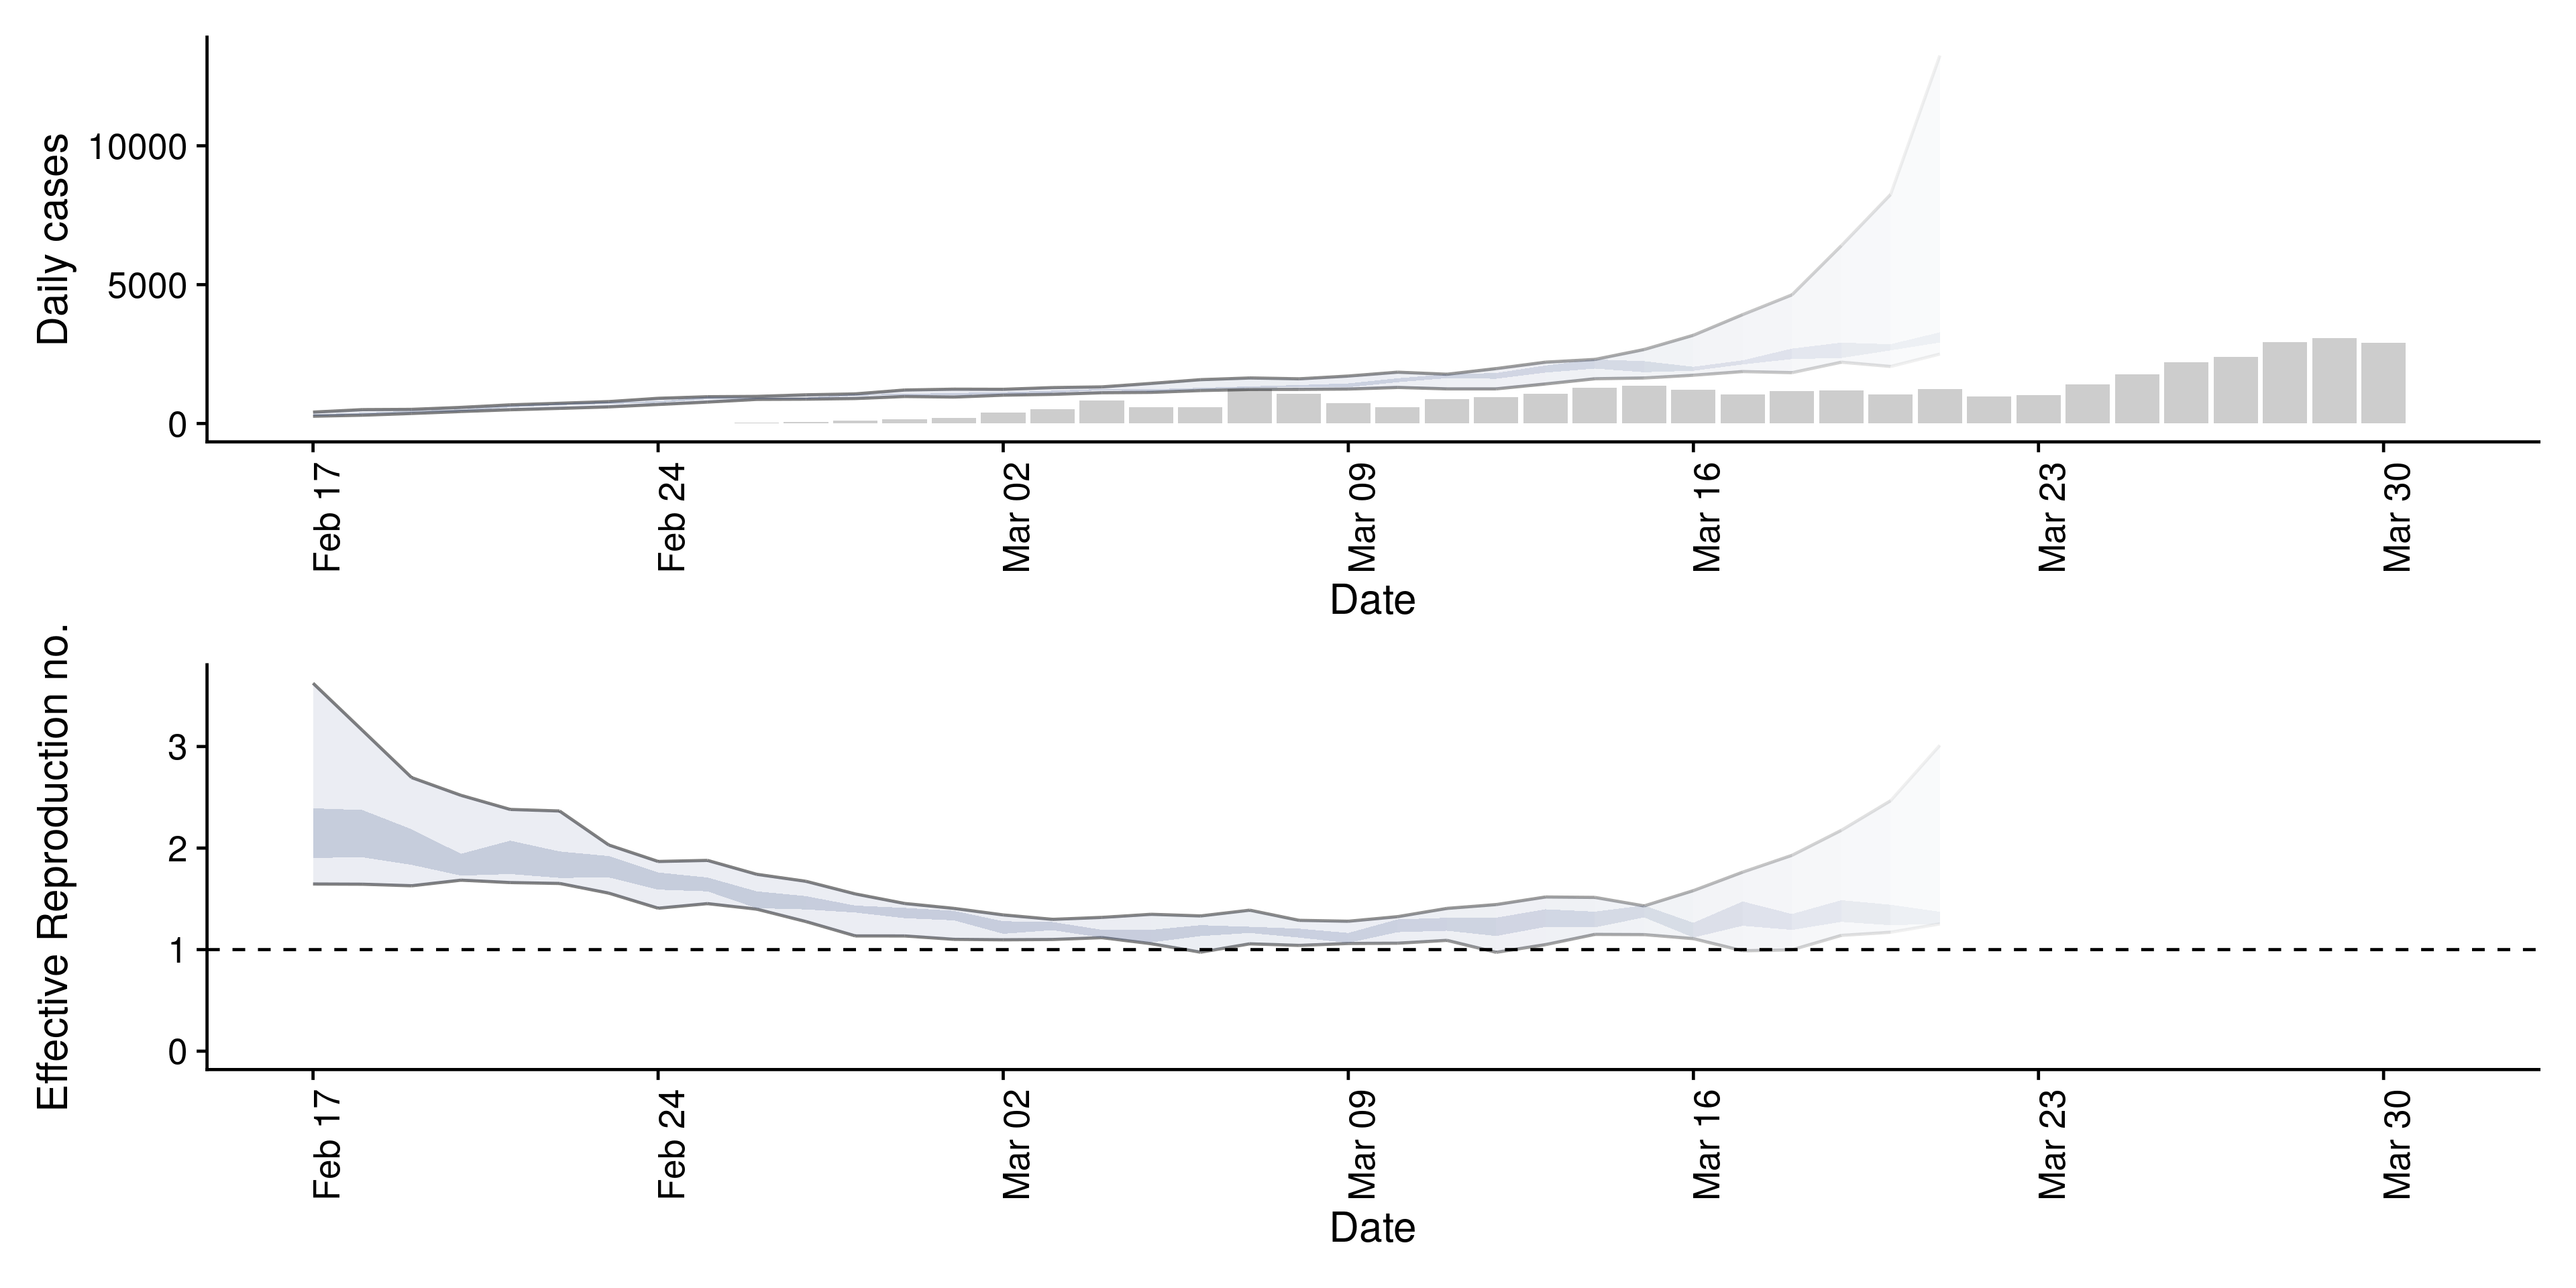 Daily cases
10000
5000
0
Feb 17
Feb 24
Mar 02
Mar 09
Mar 16
Mar 23
Mar 30
Date
Effective Reproduction no.
3
2
1
0
Feb 17
Feb 24
Mar 02
Mar 09
Mar 16
Mar 23
Mar 30
Date